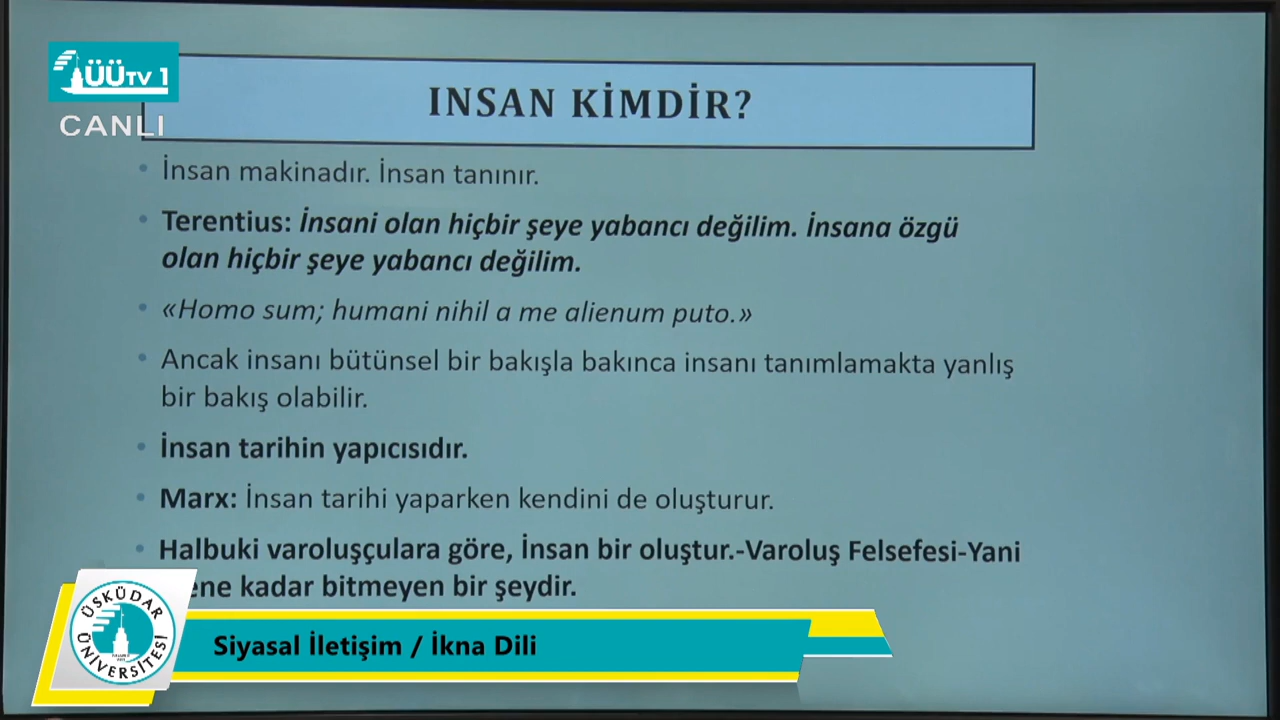 ÜÜTV 1
CANLI
INSAN KİMDİR?
• İnsan makinadır. İnsan tanınır.
• Terentius: İnsani olan hiçbir şeye yabancı değilim. İnsana özgü
olan hiçbir şeye yabancı değilim.
• «Homo sum; humani nihil a me alienum puto.»
• Ancak insanı bütünsel bir bakışla bakınca insanı tanımlamakta yanlış
bir bakış olabilir.
• İnsan tarihin yapıcısıdır.
• Marx: İnsan tarihi yaparken kendini de oluşturur.
• Halbuki varoluşçulara göre, İnsan bir oluştur.-Varoluş Felsefesi-Yani
ene kadar bitmeyen bir şeydir.
ÜSKÜDAR
ÜNİVERSİTESİ
Siyasal İletişim / İkna Dili